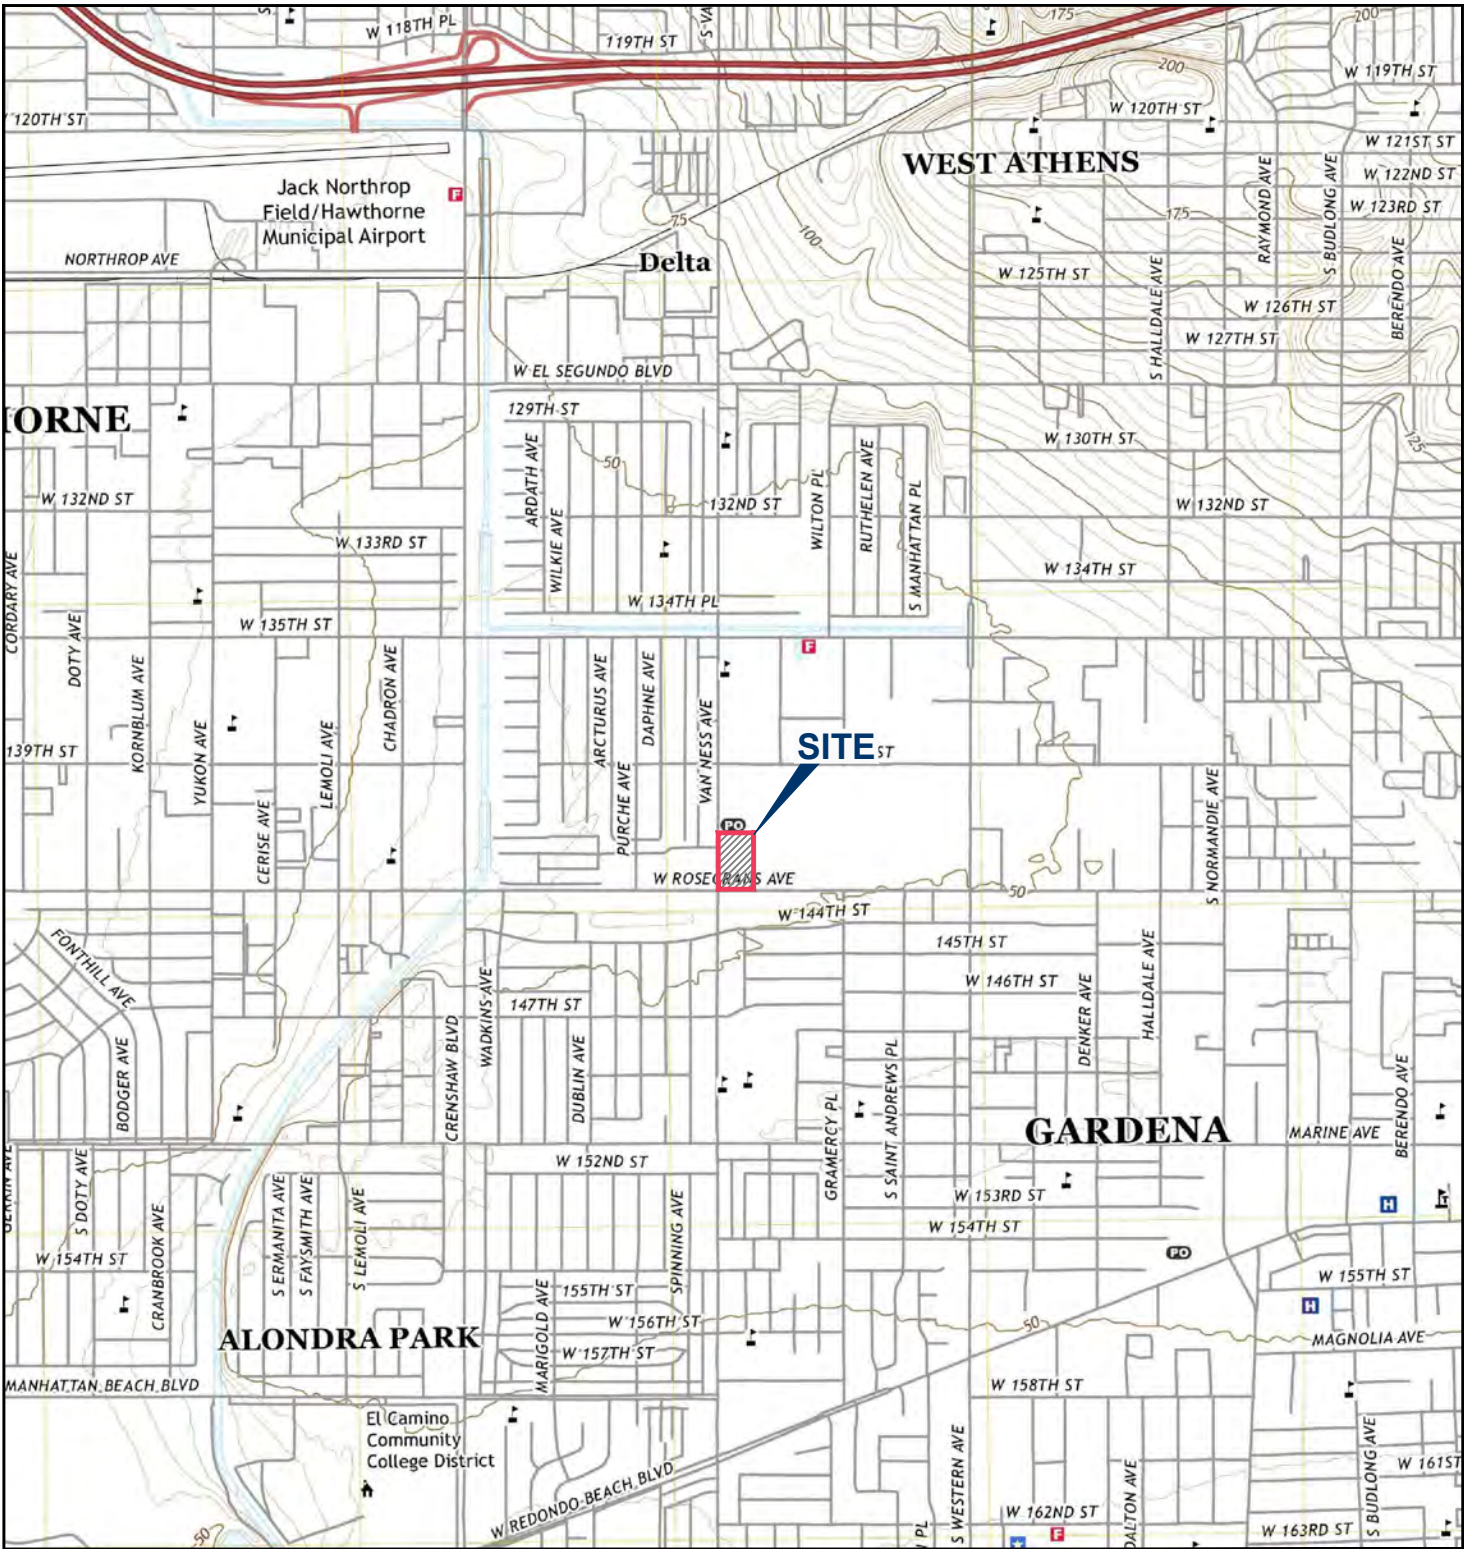 W 118TH PL
119TH ST
175
200
W 119TH ST
200
120TH ST
W 120TH ST
W 121ST ST
WEST ATHENS
W 122ND ST
W 123RD ST
Jack Northrop
Field/Hawthorne
Municipal Airport
F
RAYMOND AVE
S BUDLONG AVE
BERENDO AVE
175
75
100
NORTHROP AVE
Delta
W 125TH ST
S HALLDALE AVE
W 126TH ST
W 127TH ST
W EL SEGUNDO BLVD
129TH ST
ORNE
W 130TH ST
125
50
ARDATH AVE
WILKIE AVE
W 132ND ST
132ND ST
WILTON PL
RUTHELEN AVE
S MANHATTAN PL
W 132ND ST
W 133RD ST
W 134TH ST
CORDARY AVE
W 134TH PL
W 135TH ST
DOTY AVE
F
KORNBLUM AVE
YUKON AVE
LEMOLI AVE
CHADRON AVE
CERISE AVE
ARCTURUS AVE
PURCHE AVE
DAPHNE AVE
VAN NESS AVE
139TH ST
SITE
ST
S NORMANDIE AVE
PO
W ROSECRANS AVE
50
W 144TH ST
145TH ST
FONTHILL AVE
W 146TH ST
147TH ST
WADKINS AVE
CRENSHAW BLVD
DUBLIN AVE
BODGER AVE
DENKER AVE
HALLDALE AVE
GRAMERCY PL
S SAINT ANDREWS PL
GARDENA
MARINE AVE
BERENDO AVE
W 152ND ST
W 153RD ST
S DOTY AVE
CRANBROOK AVE
S ERMANITA AVE
S FAYSMITH AVE
S LEMOLI AVE
SPINNING AVE
H
W 154TH ST
W 154TH ST
PO
155TH ST
W 155TH ST
MARIGOLD AVE
H
W 156TH ST
50
ALONDRA PARK
MAGNOLIA AVE
W 157TH ST
MANHATTAN BEACH BLVD
W 158TH ST
El Camino
Community
College District
S WESTERN AVE
DALTON AVE
S BUDLONG AVE
W 161ST
W REDONDO BEACH BLVD
W 162ND ST
F
W 163RD ST
50
PL